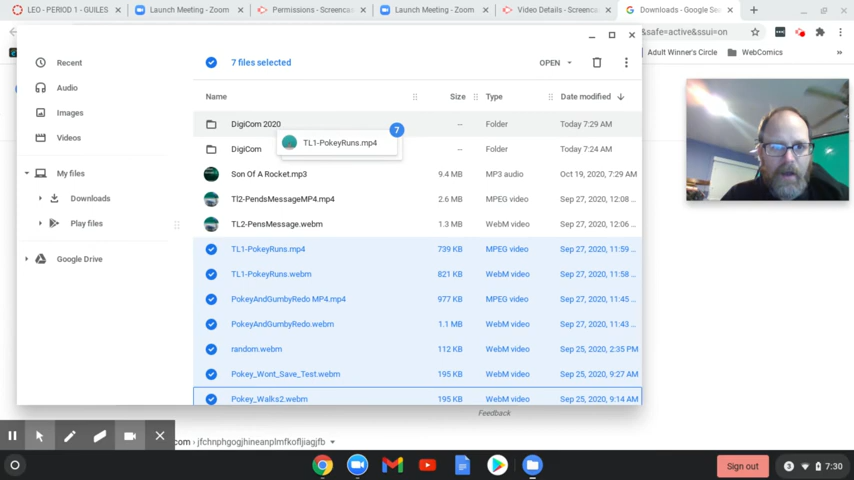 LEO - PERIOD 1 - GUILES
Launch Meeting - Zoom
Permissions - Screencas
Launch Meeting - Zoom
Video Details - Screencas
Downloads - Google Sea
&safe=active&ssui=on
Adult Winner's Circle
WebComics
7 files selected
OPEN
Recent
Audio
Images
Videos
My files
Downloads
Play files
Google Drive
Name Size Type Date modified
DigiCom 2020 -- Folder Today 7:29 AM
7
TL1-PokeyRuns.mp4
DigiCom -- Folder Today 7:24 AM
Son Of A Rocket.mp3 9.4 MB MP3 audio Oct 19, 2020, 7:29 AM
Tl2-PendsMessageMP4.mp4 2.6 MB MPEG video Sep 27, 2020, 12:08 ...
TL2-PensMessage.webm 1.3 MB WebM video Sep 27, 2020, 12:06 ...
TL1-PokeyRuns.mp4 739 KB MPEG video Sep 27, 2020, 11:59 ...
TL1-PokeyRuns.webm 821 KB WebM video Sep 27, 2020, 11:58 ...
PokeyAndGumbyRedo MP4.mp4 977 KB MPEG video Sep 27, 2020, 11:45 ...
PokeyAndGumbyRedo.webm 1.1 MB WebM video Sep 27, 2020, 11:43 ...
random.webm 112 KB WebM video Sep 25, 2020, 2:35 PM
Pokey_Wont_Save_Test.webm 195 KB WebM video Sep 25, 2020, 9:27 AM
Pokey_Walks2.webm 195 KB WebM video Sep 25, 2020, 9:14 AM
Feedback
com › jfchnphgogjhineanplmfkofljiagjfb
Sign out
3
7:30